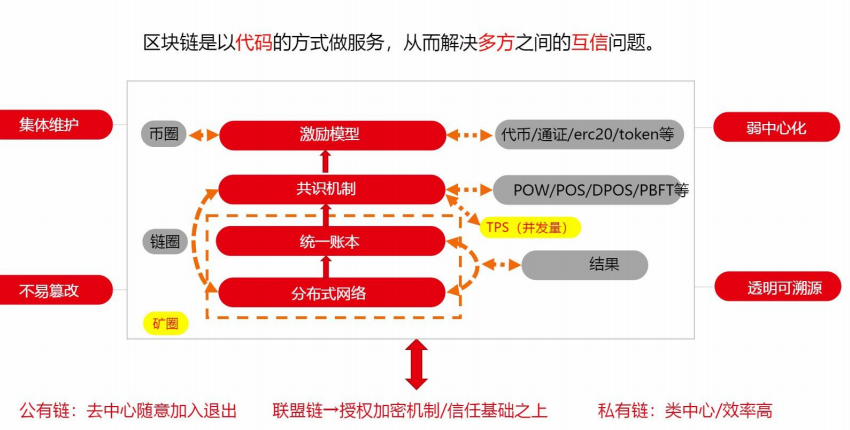 区块链是以代码的方式做服务，从而解决多方之间的互信问题。
集体维护
币圈
激励模型
代币/通证/erc20/token等
弱中心化
共识机制
POW/POS/DPOS/PBFT等
TPS（并发量）
链圈
统一账本
结果
不易篡改
分布式网络
透明可溯源
矿圈
公有链：去中心随意加入退出
联盟链→授权加密机制/信任基础之上
私有链：类中心/效率高